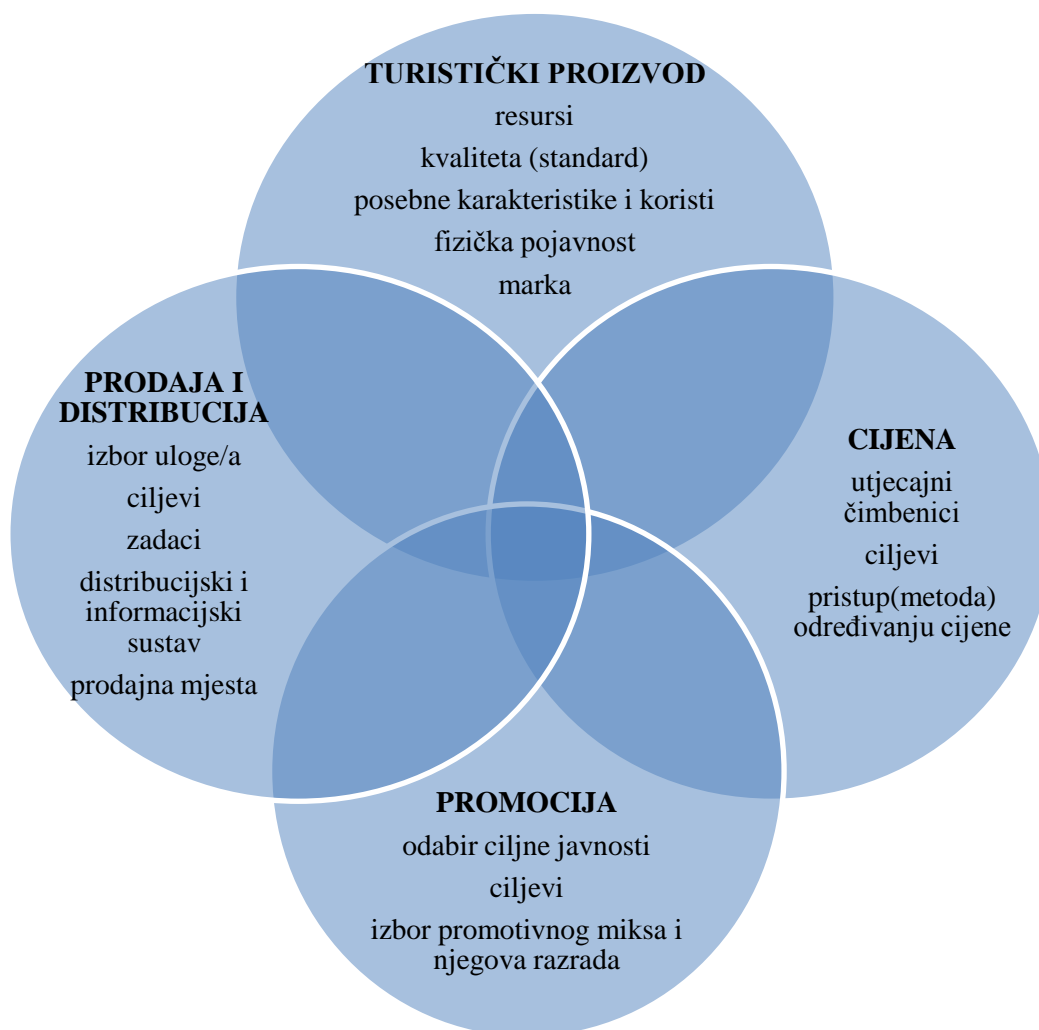 TURISTIČKI PROIZVOD
resursi
kvaliteta (standard)
posebne karakteristike i koristi
fizička pojavnost
marka
PRODAJA I
DISTRIBUCIJA
izbor uloge/a
ciljevi
zadaci
distribucijski i
informacijski
sustav
prodajna mjesta
CIJENA
utjecajni
čimbenici
ciljevi
pristup(metoda)
određivanju cijene
PROMOCIJA
odabir ciljne javnosti
ciljevi
izbor promotivnog miksa i
njegova razrada